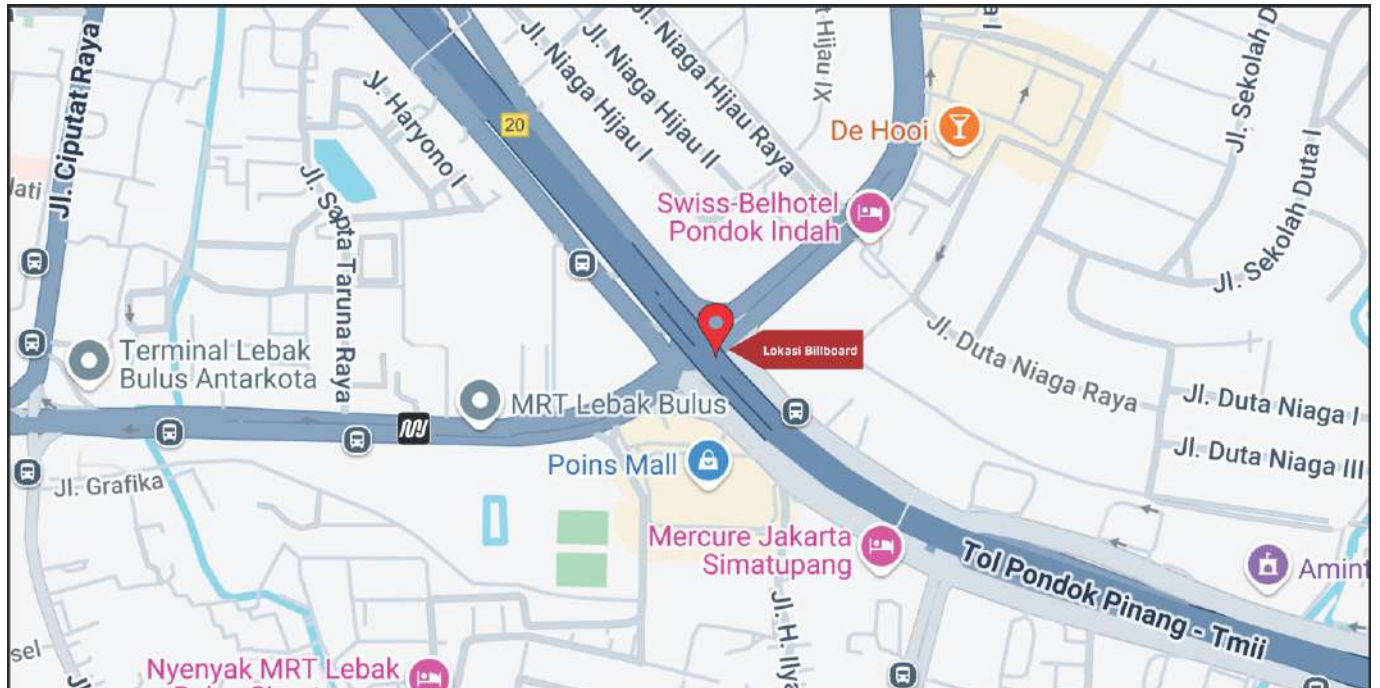 Jl. Ciputat Raya
20
y. Haryono I
Jl. Sapta Taruna Raya
Jl. Niaga Hijau I
Jl. Niaga Hijau II
Niaga Hijau Raya
t Hijau IX
De Hooi
Jl. Sekolah D
Jl. Sekolah Duta I
Swiss-Belhotel
Pondok Indah
Lokasi Billboard
Terminal Lebak
Bulus Antarkota
MRT Lebak Bulus
Jl. Duta Niaga Raya
Jl. Duta Niaga I
Jl. Duta Niaga III
Poins Mall
Jl. Grafika
Mercure Jakarta
Simatupang
Tol Pondok Pinang - Tmii
Amint
Jl. H. Ilya
sel
Nyenyak MRT Lebak